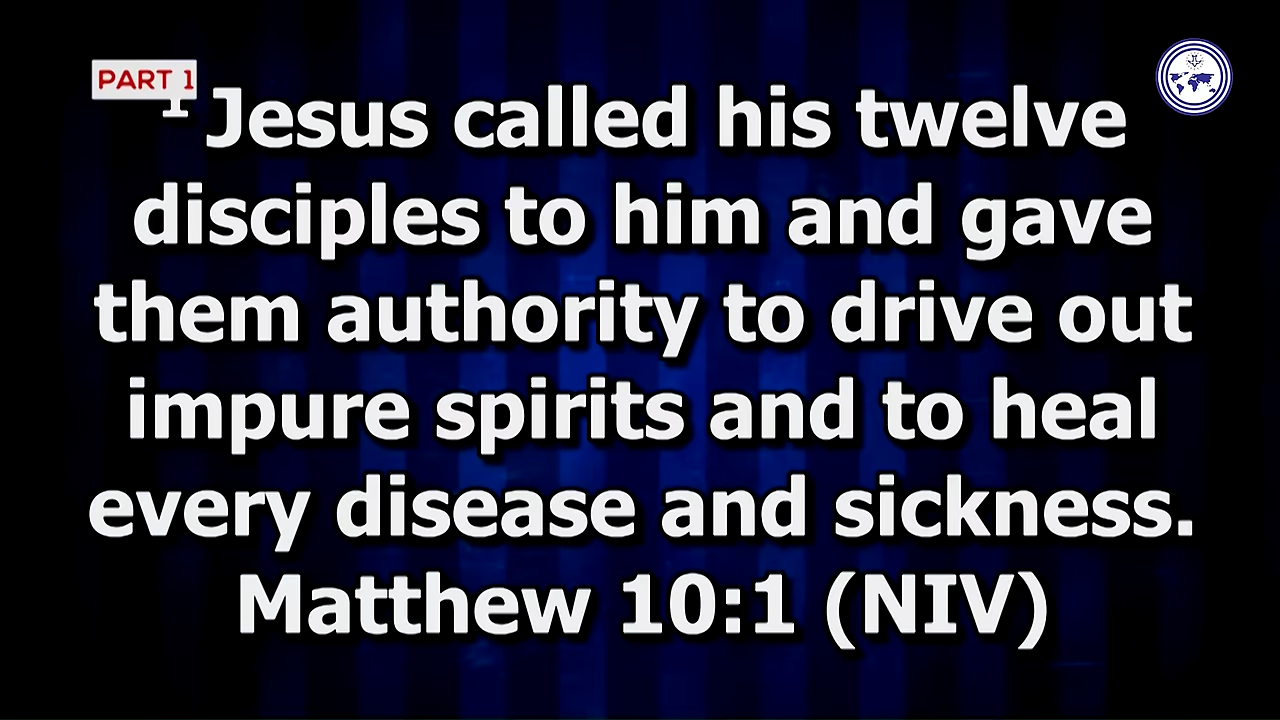 PART 1
1 Jesus called his twelve
disciples to him and gave
them authority to drive out
impure spirits and to heal
every disease and sickness.
Matthew 10:1 (NIV)